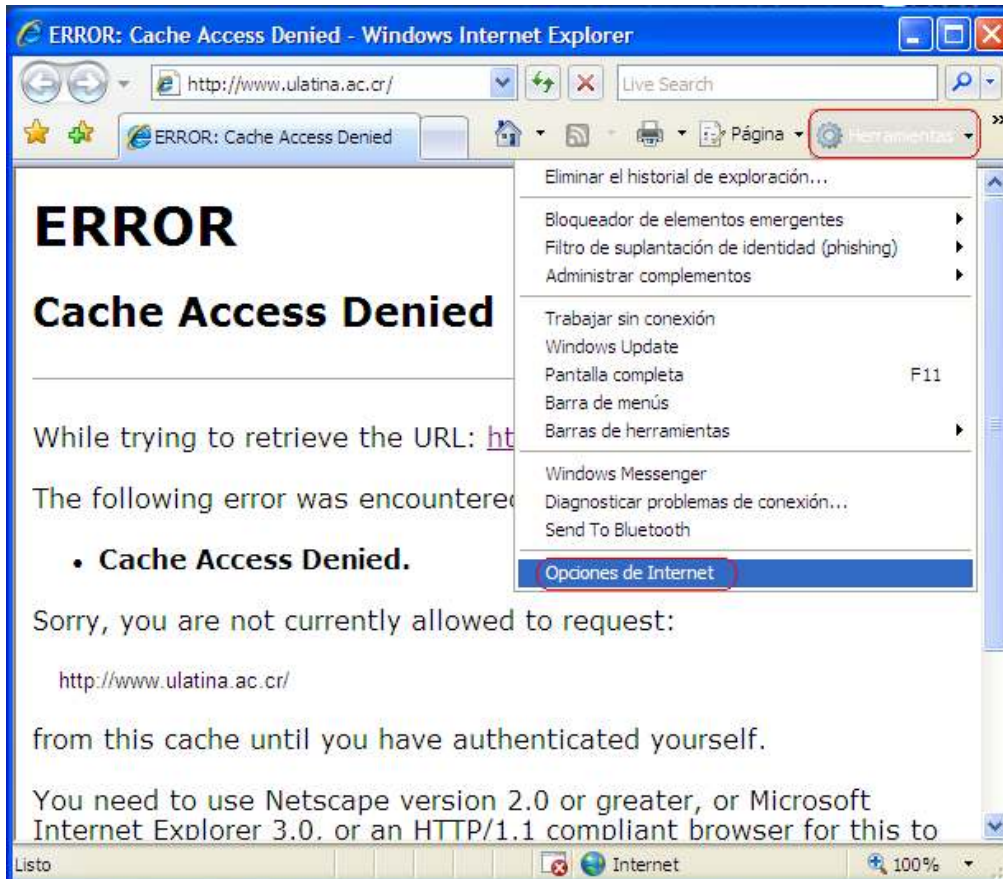 ERROR: Cache Access Denied - Windows Internet Explorer
http://www.ulatina.ac.cr/
Live Search
ERROR: Cache Access Denied
Página
Herramientas
»
Eliminar el historial de exploración...
Bloqueador de elementos emergentes
Filtro de suplantación de identidad (phishing)
Administrar complementos
Trabajar sin conexión
Windows Update
Pantalla completa F11
Barra de menús
Barras de herramientas
Windows Messenger
Diagnosticar problemas de conexión...
Send To Bluetooth
Opciones de Internet
ERROR
Cache Access Denied
While trying to retrieve the URL: ht
The following error was encountered
• Cache Access Denied.
Sorry, you are not currently allowed to request:
http://www.ulatina.ac.cr/
from this cache until you have authenticated yourself.
You need to use Netscape version 2.0 or greater, or Microsoft
Internet Explorer 3.0, or an HTTP/1.1 compliant browser for this to
Listo
Internet
100%